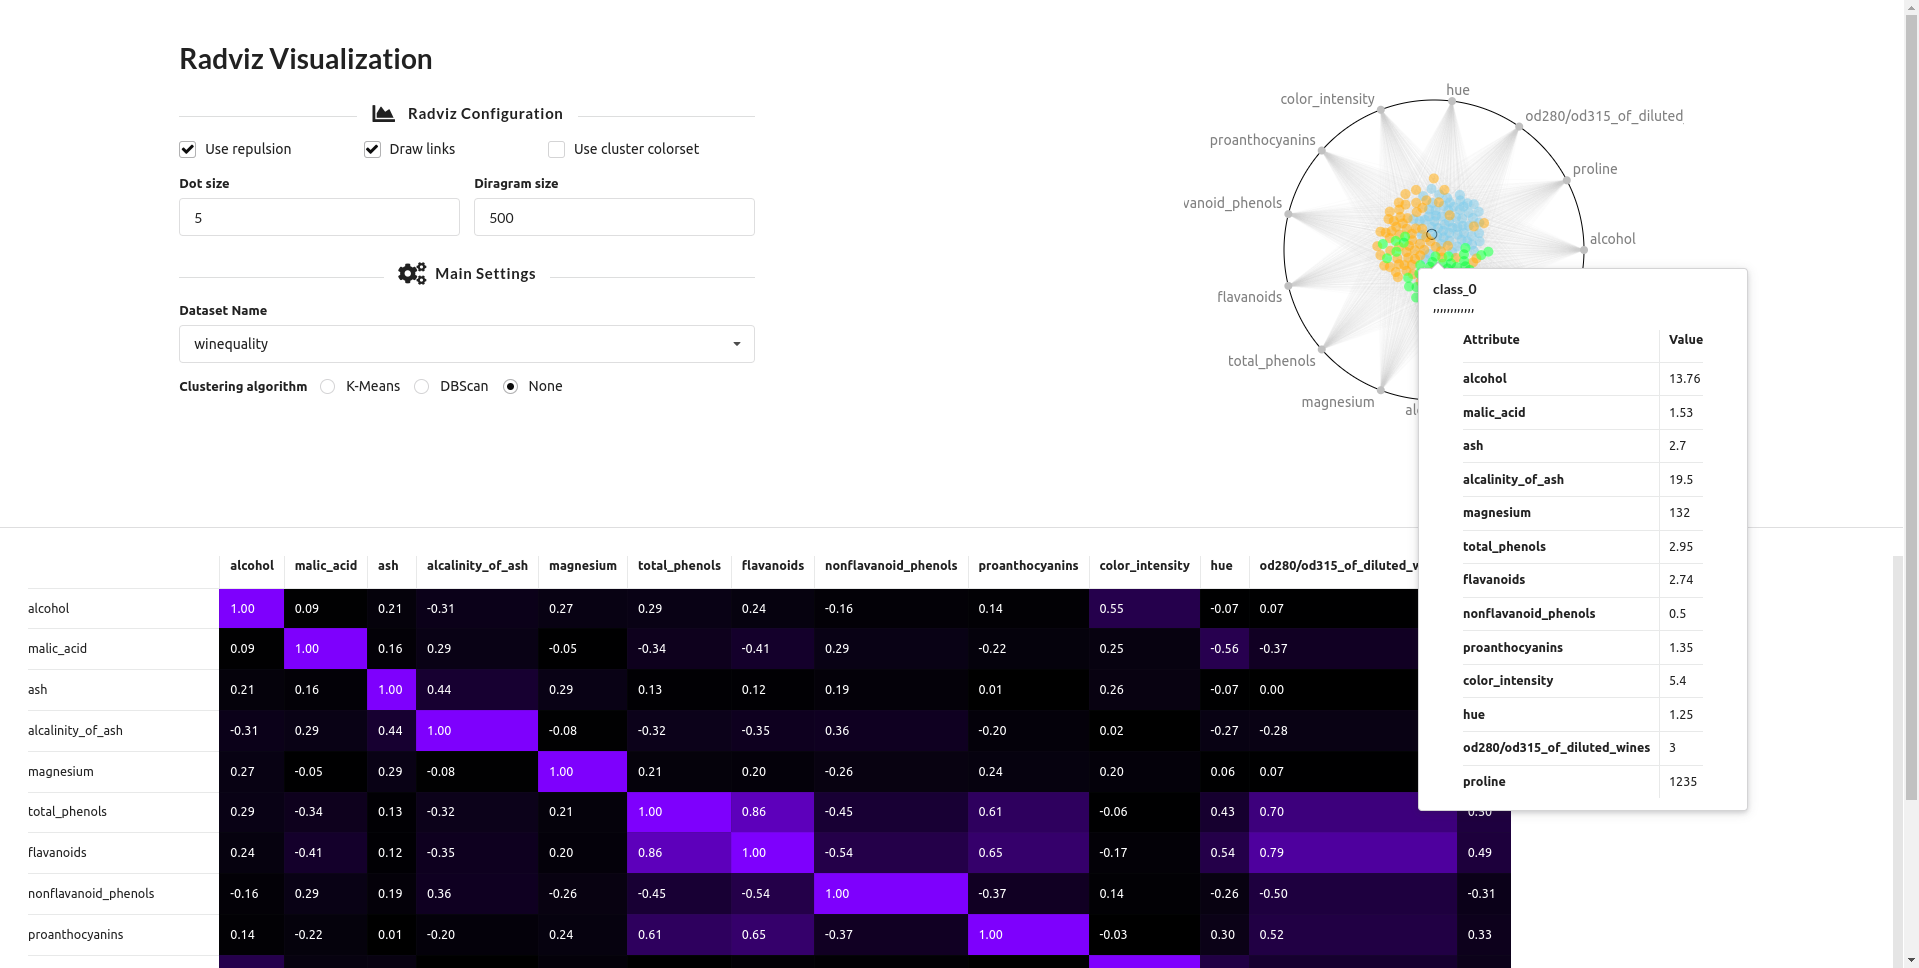 Radviz Visualization
Radviz Configuration
Use repulsion
Draw links
Use cluster colorset
Dot size
Diragram size
5
500
Main Settings
Dataset Name
winequality
Clustering algorithm
K-Means
DBScan
None
hue
color_intensity
od280/od315_of_diluted
proanthocyanins
proline
vanoid_phenols
alcohol
flavanoids
total_phenols
magnesium
al
class_0
,,,,,,,,,,,,
Attribute Value
alcohol 13.76
malic_acid 1.53
ash 2.7
alcalinity_of_ash 19.5
magnesium 132
total_phenols 2.95
flavanoids 2.74
nonflavanoid_phenols 0.5
proanthocyanins 1.35
color_intensity 5.4
hue 1.25
od280/od315_of_diluted_wines 3
proline 1235
alcohol malic_acid ash alcalinity_of_ash magnesium total_phenols flavanoids nonflavanoid_phenols proanthocyanins color_intensity hue od280/od315_of_diluted_w
alcohol 1.00 0.09 0.21 -0.31 0.27 0.29 0.24 -0.16 0.14 0.55 -0.07 0.07
malic_acid 0.09 1.00 0.16 0.29 -0.05 -0.34 -0.41 0.29 -0.22 0.25 -0.56 -0.37
ash 0.21 0.16 1.00 0.44 0.29 0.13 0.12 0.19 0.01 0.26 -0.07 0.00
alcalinity_of_ash -0.31 0.29 0.44 1.00 -0.08 -0.32 -0.35 0.36 -0.20 0.02 -0.27 -0.28
magnesium 0.27 -0.05 0.29 -0.08 1.00 0.21 0.20 -0.26 0.24 0.20 0.06 0.07
total_phenols 0.29 -0.34 0.13 -0.32 0.21 1.00 0.86 -0.45 0.61 -0.06 0.43 0.70
flavanoids 0.24 -0.41 0.12 -0.35 0.20 0.86 1.00 -0.54 0.65 -0.17 0.54 0.79 0.49
nonflavanoid_phenols -0.16 0.29 0.19 0.36 -0.26 -0.45 -0.54 1.00 -0.37 0.14 -0.26 -0.50 -0.31
proanthocyanins 0.14 -0.22 0.01 -0.20 0.24 0.61 0.65 -0.37 1.00 -0.03 0.30 0.52 0.33